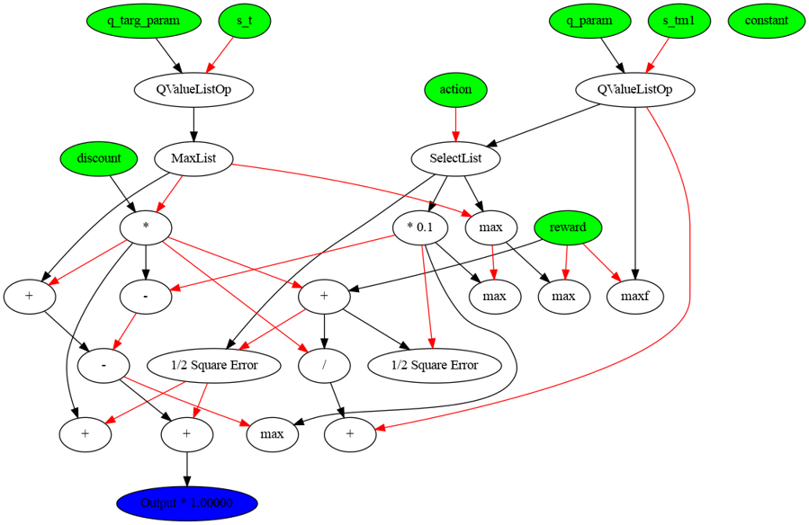 q_targ_param
s_t
q_param
s_tm1
constant
QValueListOp
action
QValueListOp
discount
MaxList
SelectList
*
* 0.1
max
reward
+
-
+
max
max
maxf
-
1/2 Square Error
/
1/2 Square Error
+
+
max
+
Output * 1.00000